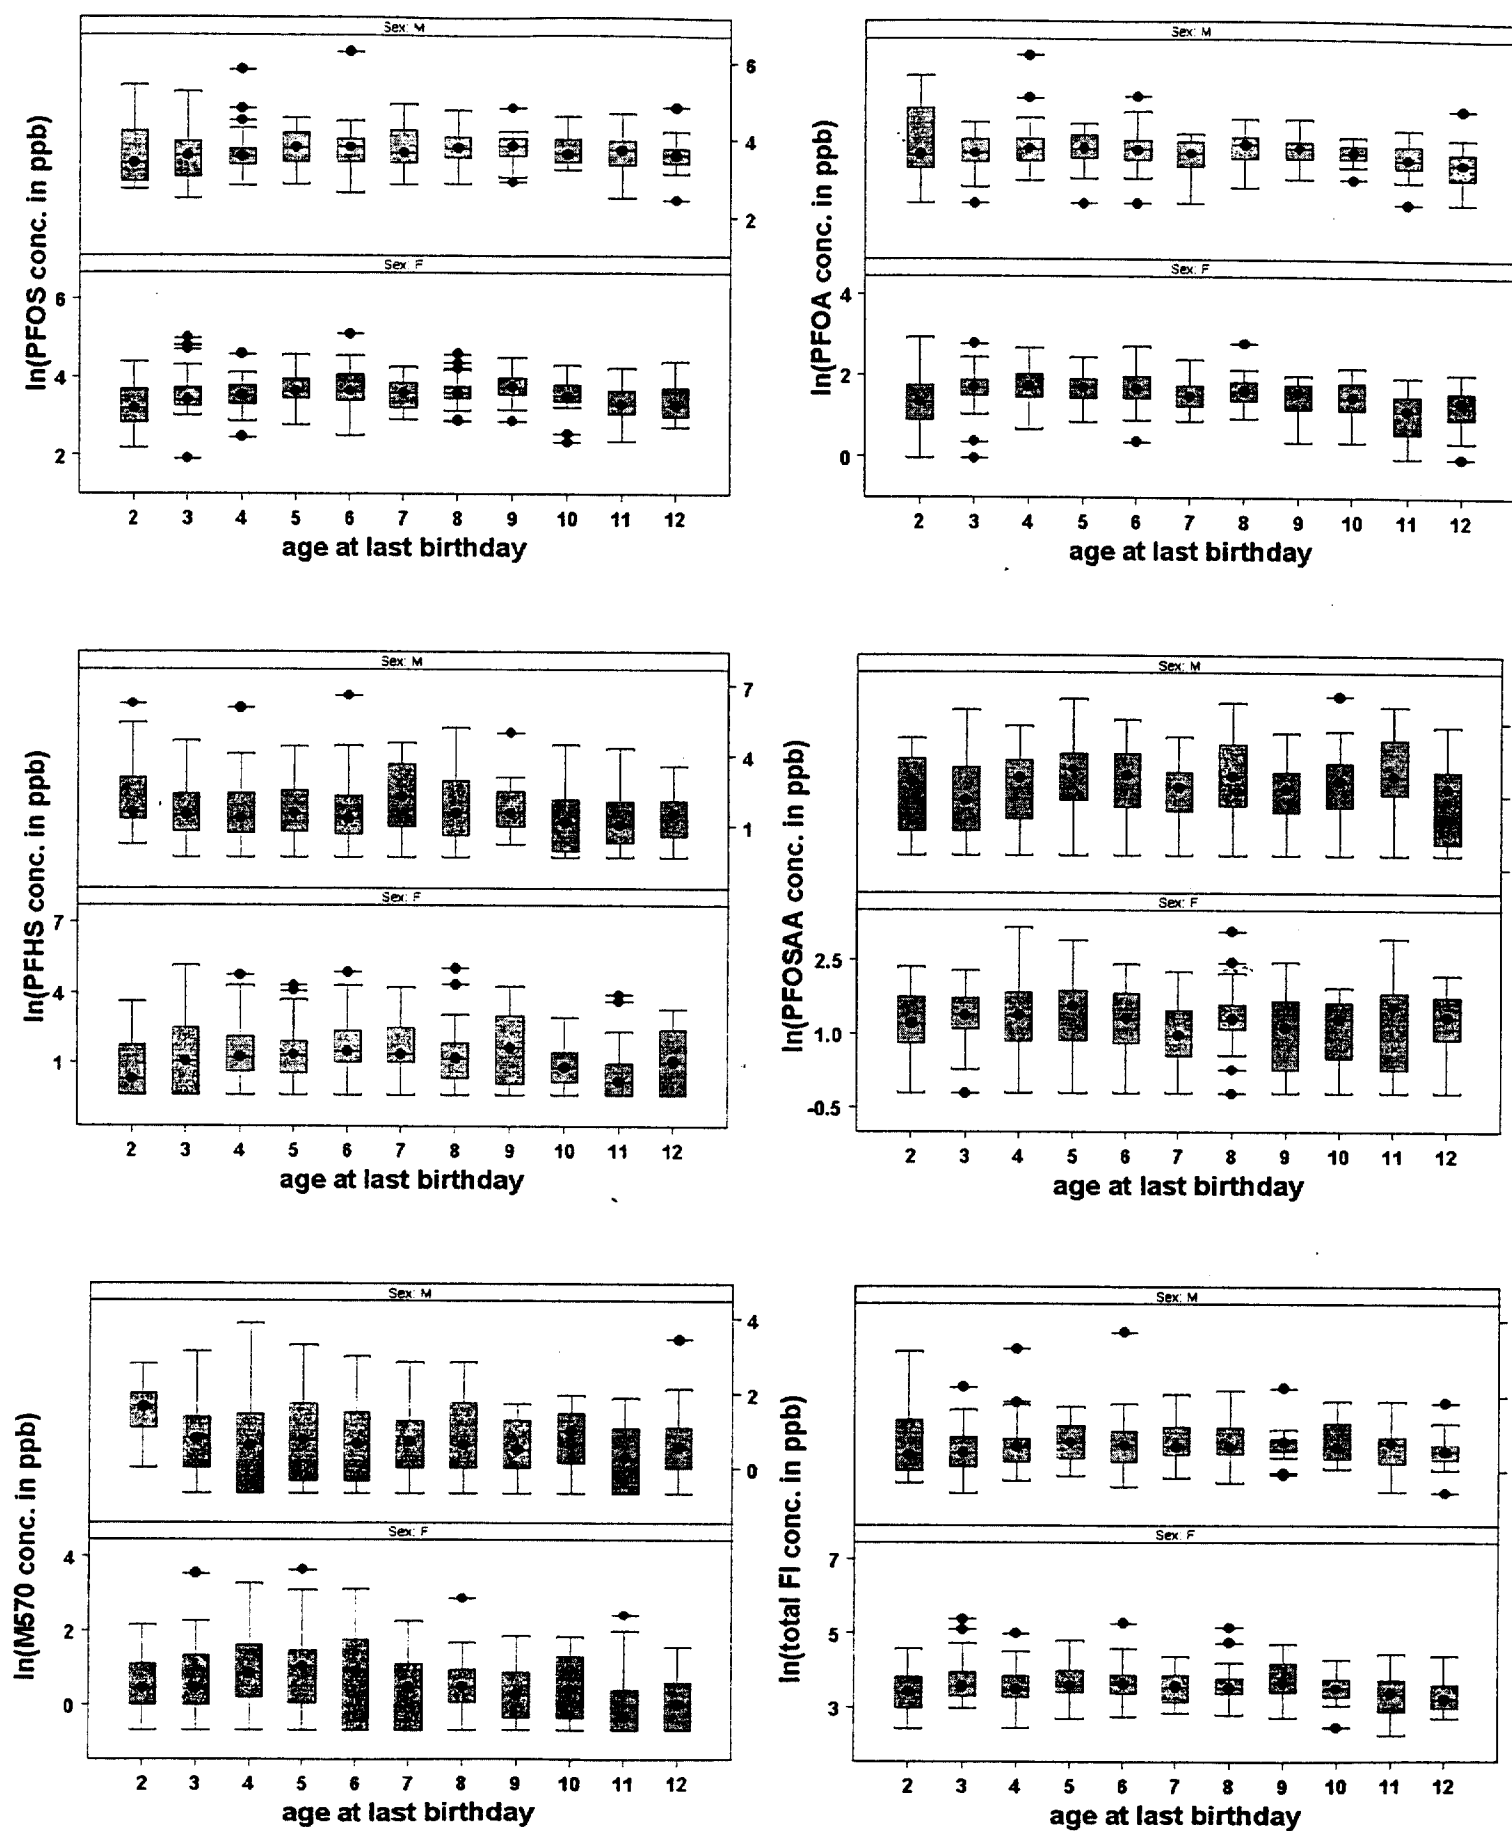 Sex: M
ln(PFOS conc. in ppb)
6
4
2
Sex: F
6
4
2
2 3 4 5 6 7 8 9 10 11 12
age at last birthday
Sex: M
ln(PFOA conc. in ppb)
Sex: F
4
2
0
2 3 4 5 6 7 8 9 10 11 12
age at last birthday
Sex: M
ln(PFHS conc. in ppb)
7
4
1
Sex: F
7
4
1
2 3 4 5 6 7 8 9 10 11 12
age at last birthday
Sex: M
ln(PFOSAA conc. in ppb)
Sex: F
2.5
1.0
-0.5
2 3 4 5 6 7 8 9 10 11 12
age at last birthday
Sex: M
ln(M570 conc. in ppb)
4
2
0
Sex: F
4
2
0
2 3 4 5 6 7 8 9 10 11 12
age at last birthday
Sex: M
ln(total Fl conc. in ppb)
Sex: F
7
5
3
2 3 4 5 6 7 8 9 10 11 12
age at last birthday